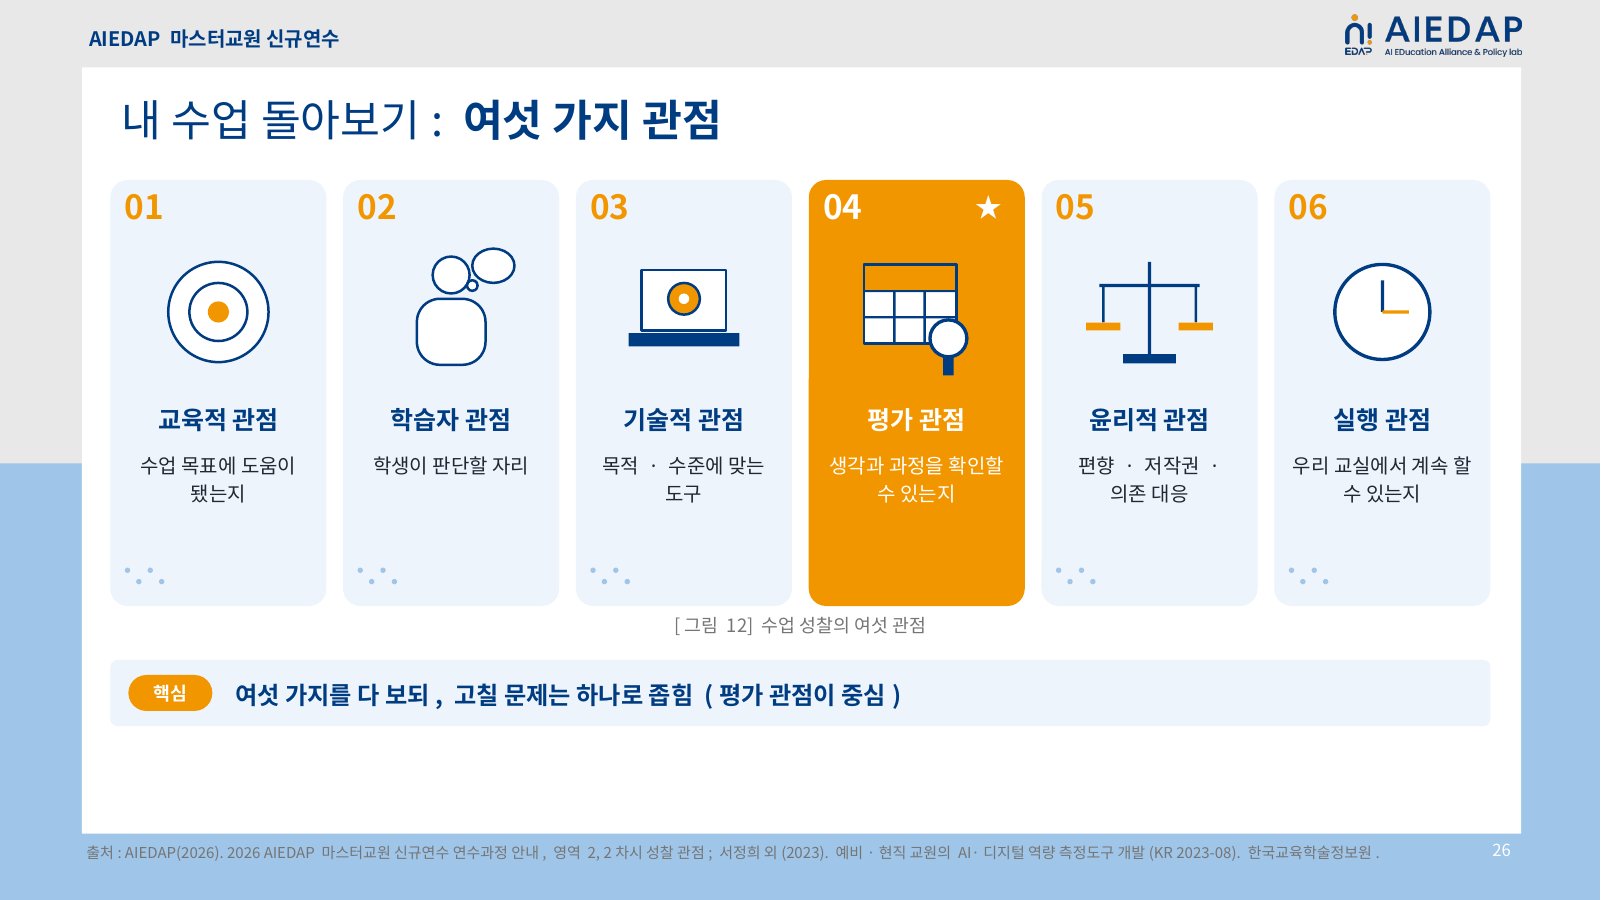 AIEDAP 마스터교원 신규연수
AIEDAP
EDAP
AI EDucation Alliance & Policy lab
내 수업 돌아보기 : 여섯 가지 관점
01
02
03
04 ★
05
06
교육적 관점
수업 목표에 도움이
됐는지
학습자 관점
학생이 판단할 자리
기술적 관점
목적 · 수준에 맞는
도구
평가 관점
생각과 과정을 확인할
수 있는지
윤리적 관점
편향 · 저작권 ·
의존 대응
실행 관점
우리 교실에서 계속 할
수 있는지
[ 그림 12] 수업 성찰의 여섯 관점
핵심
여섯 가지를 다 보되 , 고칠 문제는 하나로 좁힘 ( 평가 관점이 중심 )
출처 : AIEDAP(2026). 2026 AIEDAP 마스터교원 신규연수 연수과정 안내 , 영역 2, 2 차시 성찰 관점 ; 서정희 외 (2023). 예비 · 현직 교원의 AI · 디지털 역량 측정도구 개발 (KR 2023-08). 한국교육학술정보원 .
26